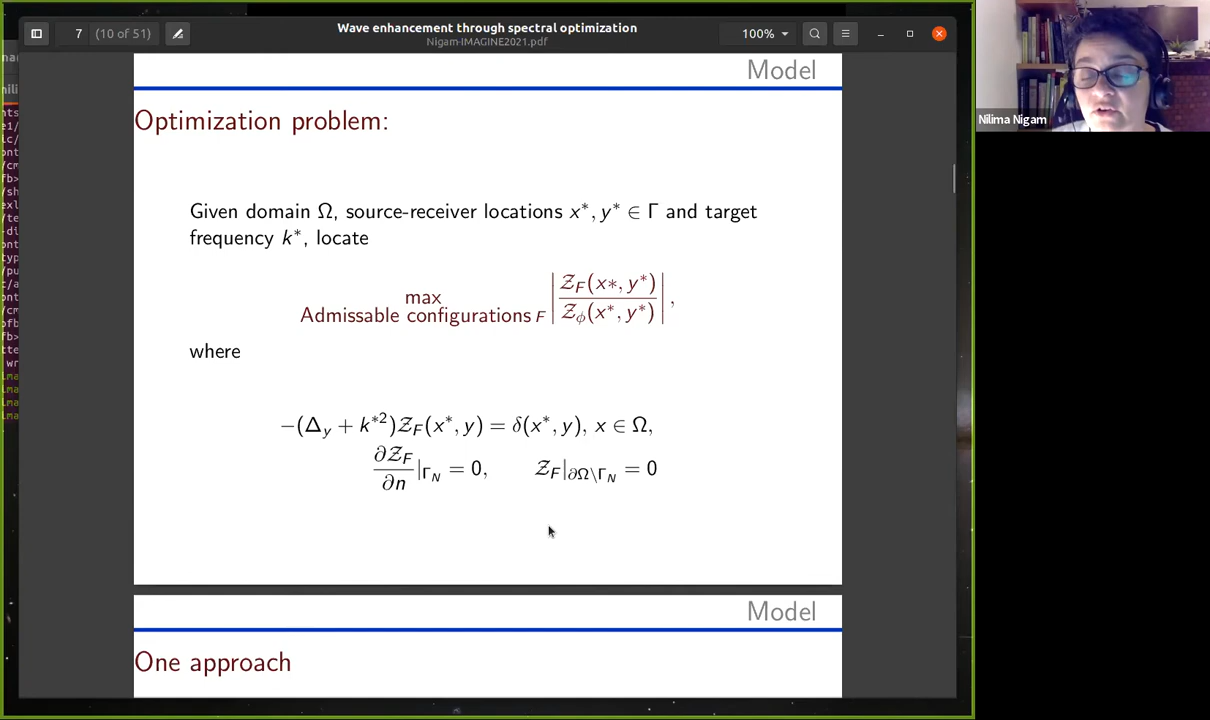 Wave enhancement through spectral optimization
Nigam-IMAGINE2021.pdf
7 (10 of 51)
100%
Model
Optimization problem:
Given domain Ω, source-receiver locations x*, y* ∈ Γ and target
frequency k*, locate
max
Admissable configurations F | Z_F(x*, y*) / Z_ϕ(x*, y*) | ,
where
−(Δ_y + k*²)Z_F(x*, y) = δ(x*, y), x ∈ Ω,
∂Z_F/∂n |Γ_N = 0, Z_F|∂Ω\Γ_N = 0
Model
One approach
Nilima Nigam